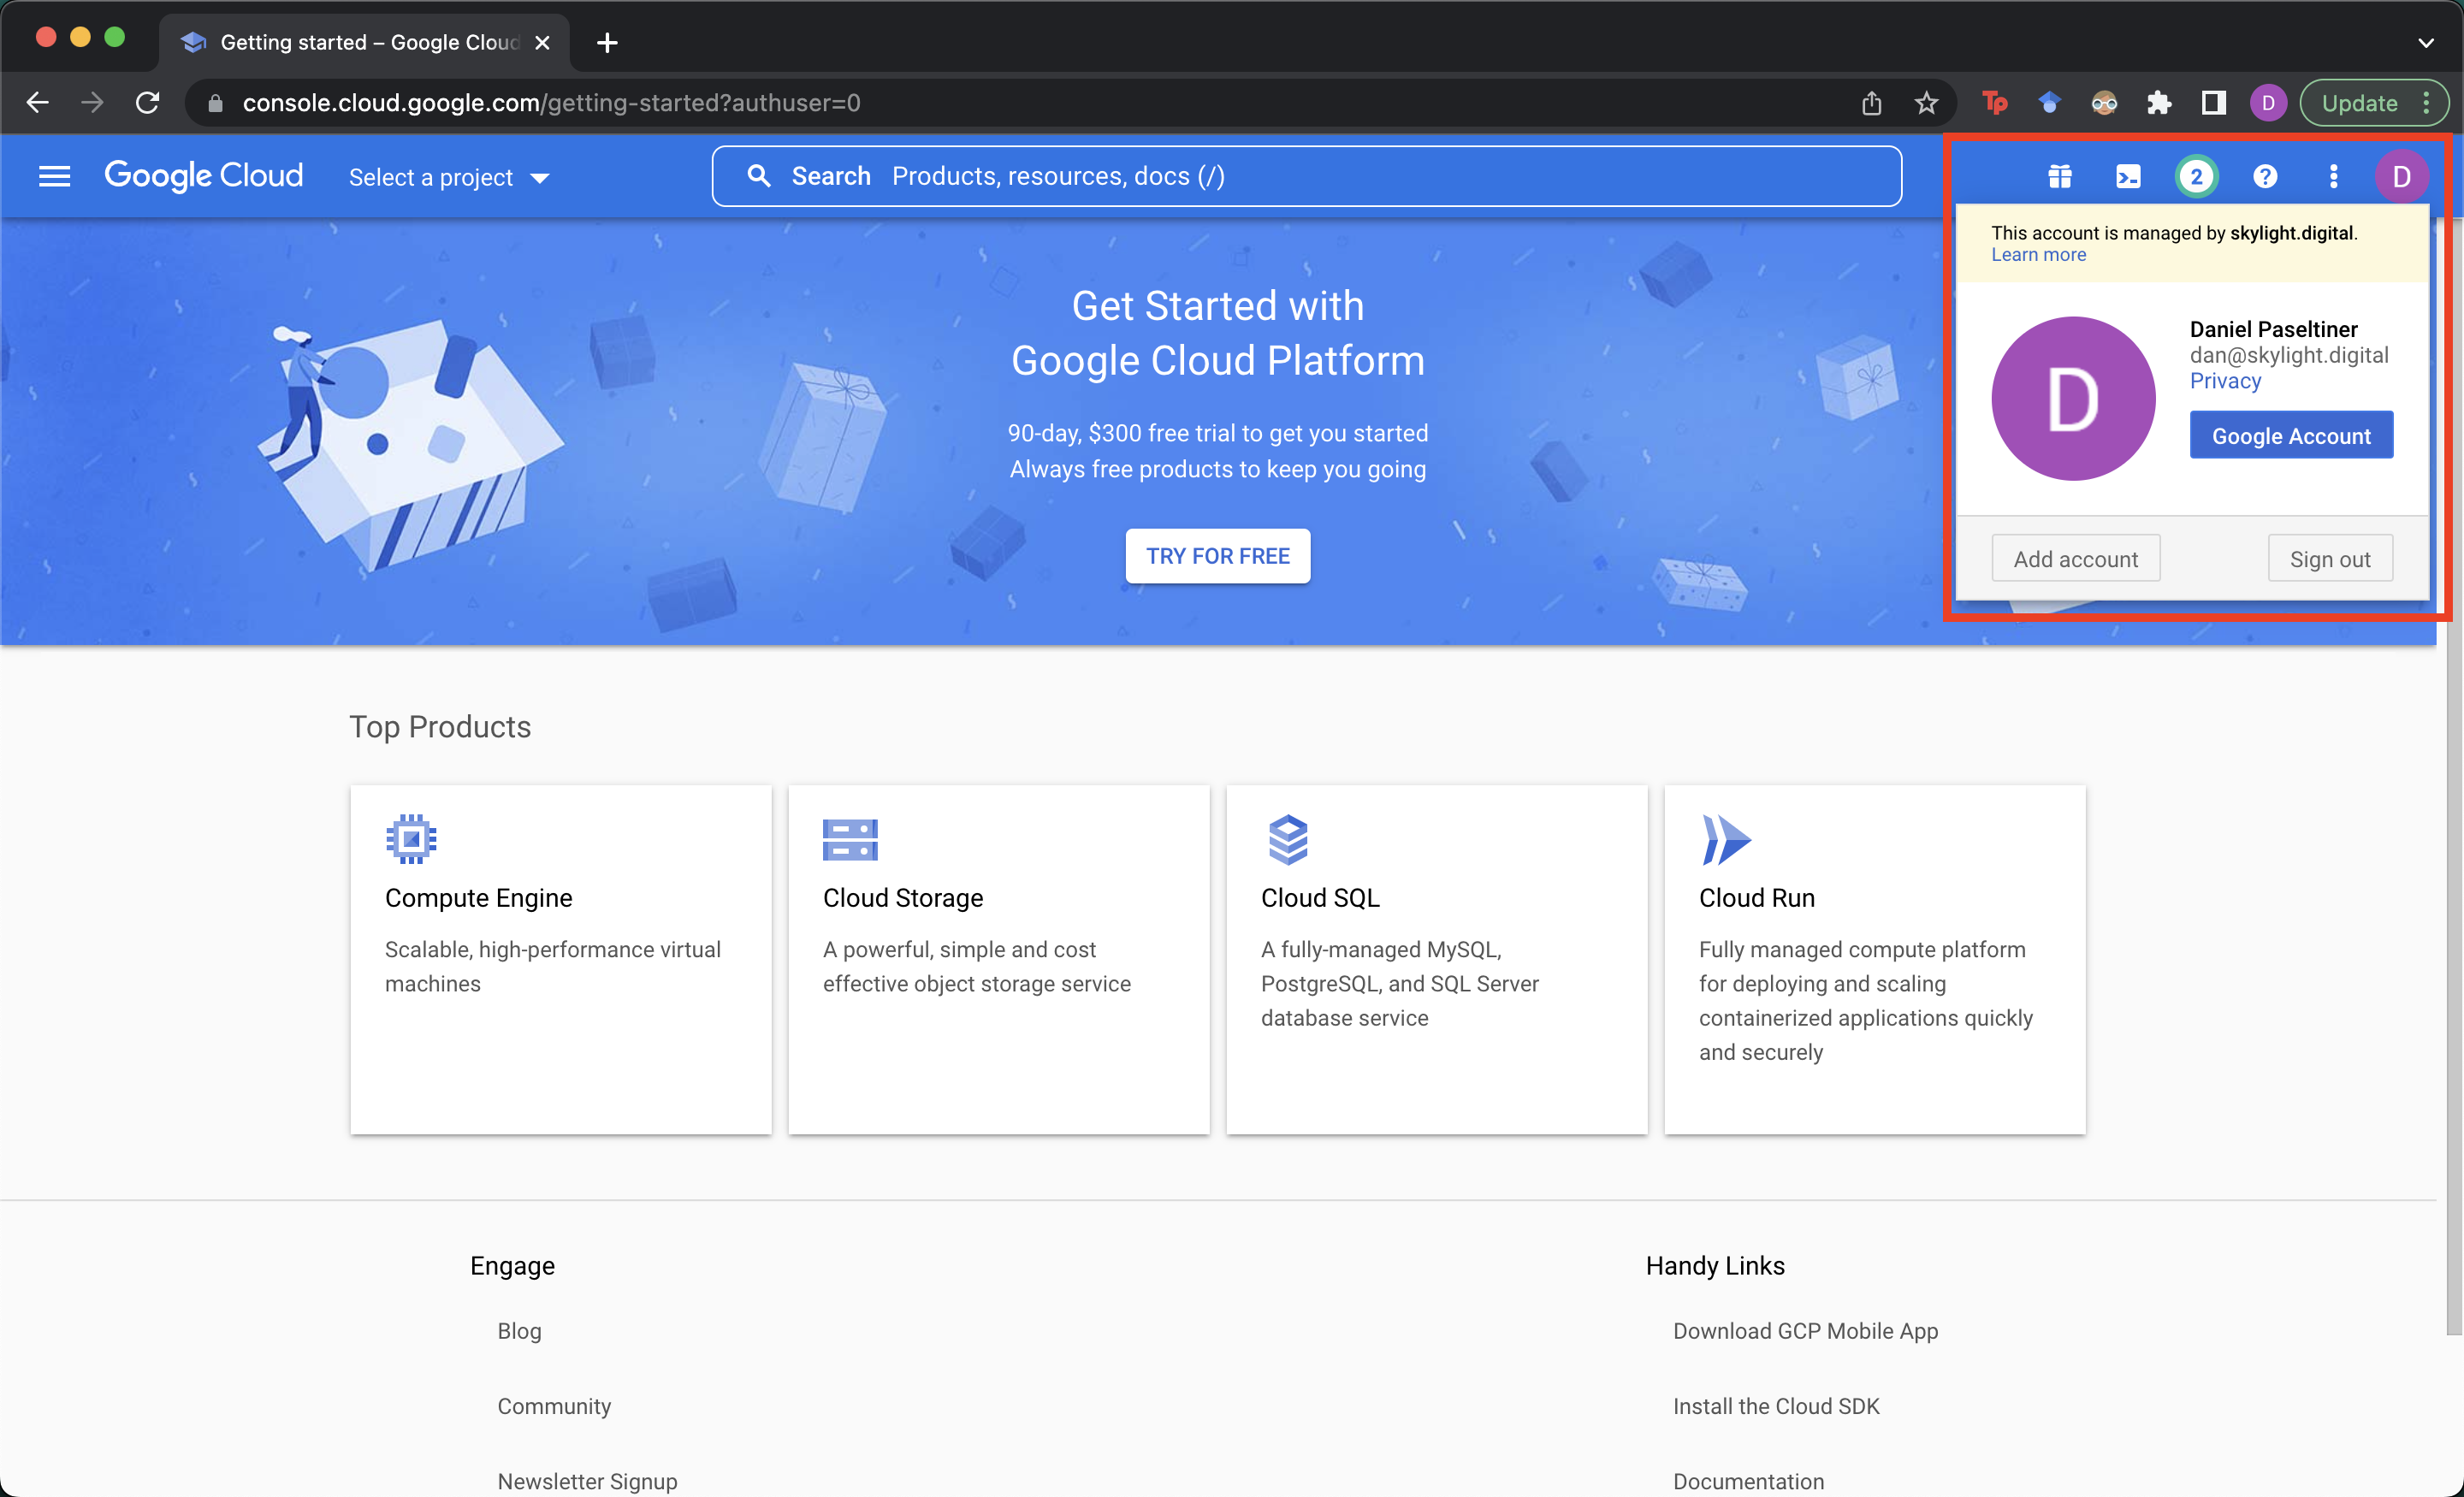 Getting started – Google Cloud
console.cloud.google.com/getting-started?authuser=0
Tp
D
Update
Google Cloud
Select a project
Search Products, resources, docs (/)
2
?
D
This account is managed by skylight.digital.
Learn more
D
Daniel Paseltiner
dan@skylight.digital
Privacy
Google Account
Add account
Sign out
Get Started with
Google Cloud Platform
90-day, $300 free trial to get you started
Always free products to keep you going
TRY FOR FREE
Top Products
Compute Engine
Scalable, high-performance virtual
machines
Cloud Storage
A powerful, simple and cost
effective object storage service
Cloud SQL
A fully-managed MySQL,
PostgreSQL, and SQL Server
database service
Cloud Run
Fully managed compute platform
for deploying and scaling
containerized applications quickly
and securely
Engage
Blog
Community
Newsletter Signup
Handy Links
Download GCP Mobile App
Install the Cloud SDK
Documentation